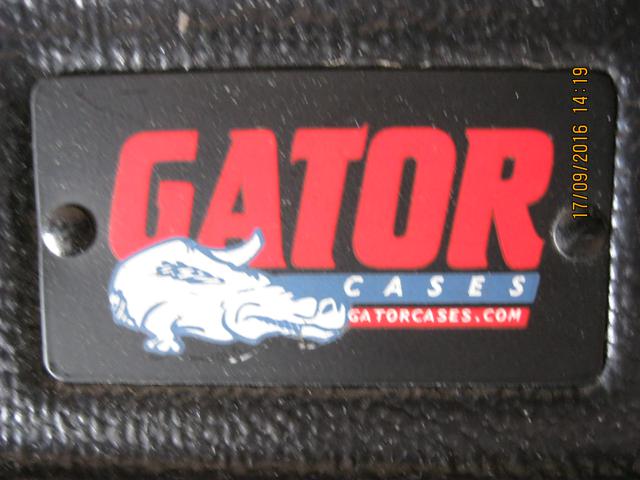 GATOR
CASES
GATORCASES.COM
17/09/2016 14:19